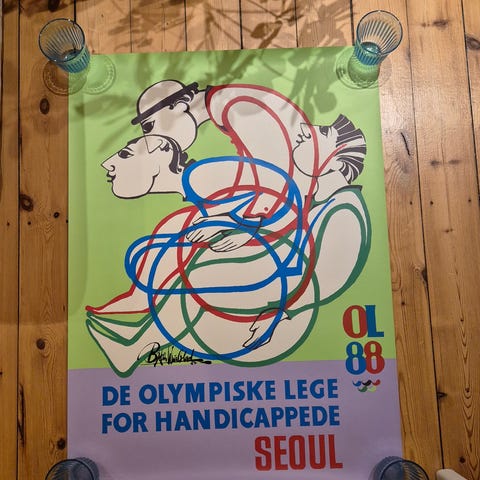 OL
88
DE OLYMPISKE LEGE
FOR HANDICAPPEDE
SEOUL